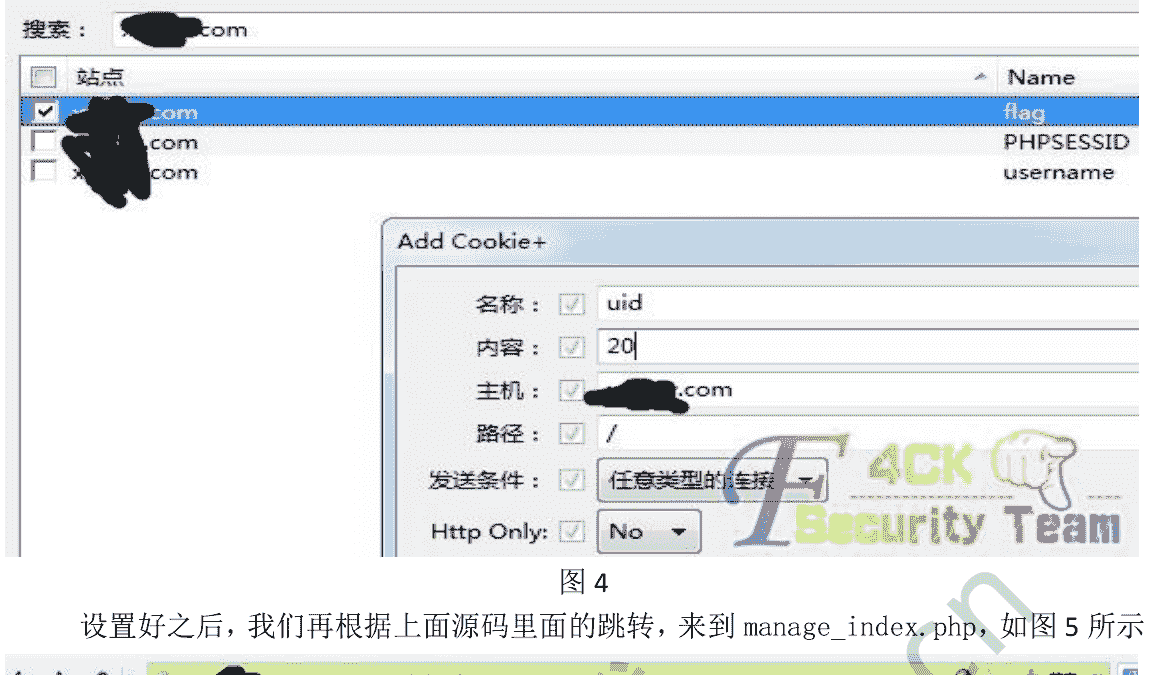 搜索：
.com
站点 Name
.com flag
.com PHPSESSID
x .com username
Add Cookie+
名称： uid
内容： 20
主机： .com
路径： /
发送条件： 任意类型的连接
Http Only: No
F4CK
Security Team
图 4
设置好之后，我们再根据上面源码里面的跳转，来到 manage_index.php，如图 5 所示
cn